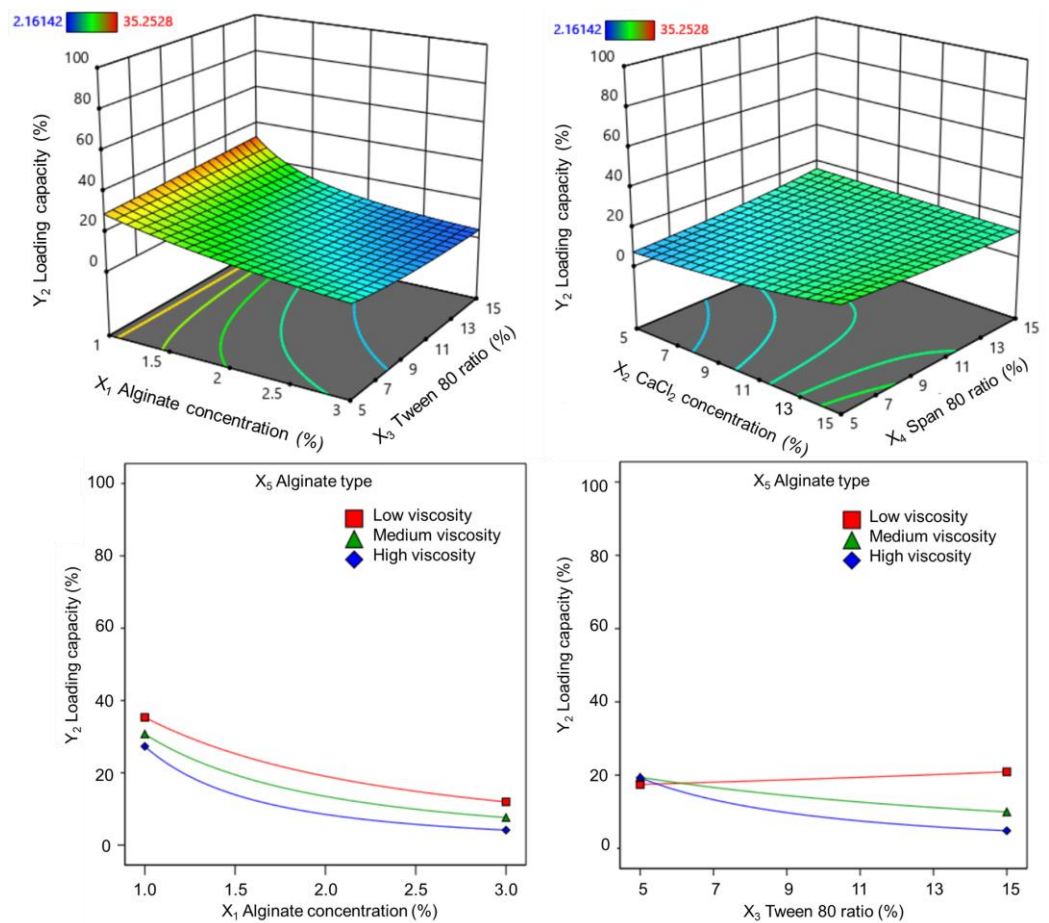 2.16142 35.2528
100
80
60
40
20
0
Y2 Loading capacity (%)
1
1.5
2
2.5
3
X1 Alginate concentration (%)
5
7
9
11
13
15
X3 Tween 80 ratio (%)
2.16142 35.2528
100
80
60
40
20
0
Y2 Loading capacity (%)
5
7
9
11
13
15
X2 CaCl2 concentration (%)
5
7
9
11
13
15
X4 Span 80 ratio (%)
X5 Alginate type
Low viscosity
Medium viscosity
High viscosity
100
80
60
40
20
0
Y2 Loading capacity (%)
1.0 1.5 2.0 2.5 3.0
X1 Alginate concentration (%)
X5 Alginate type
Low viscosity
Medium viscosity
High viscosity
100
80
60
40
20
0
Y2 Loading capacity (%)
5 7 9 11 13 15
X3 Tween 80 ratio (%)